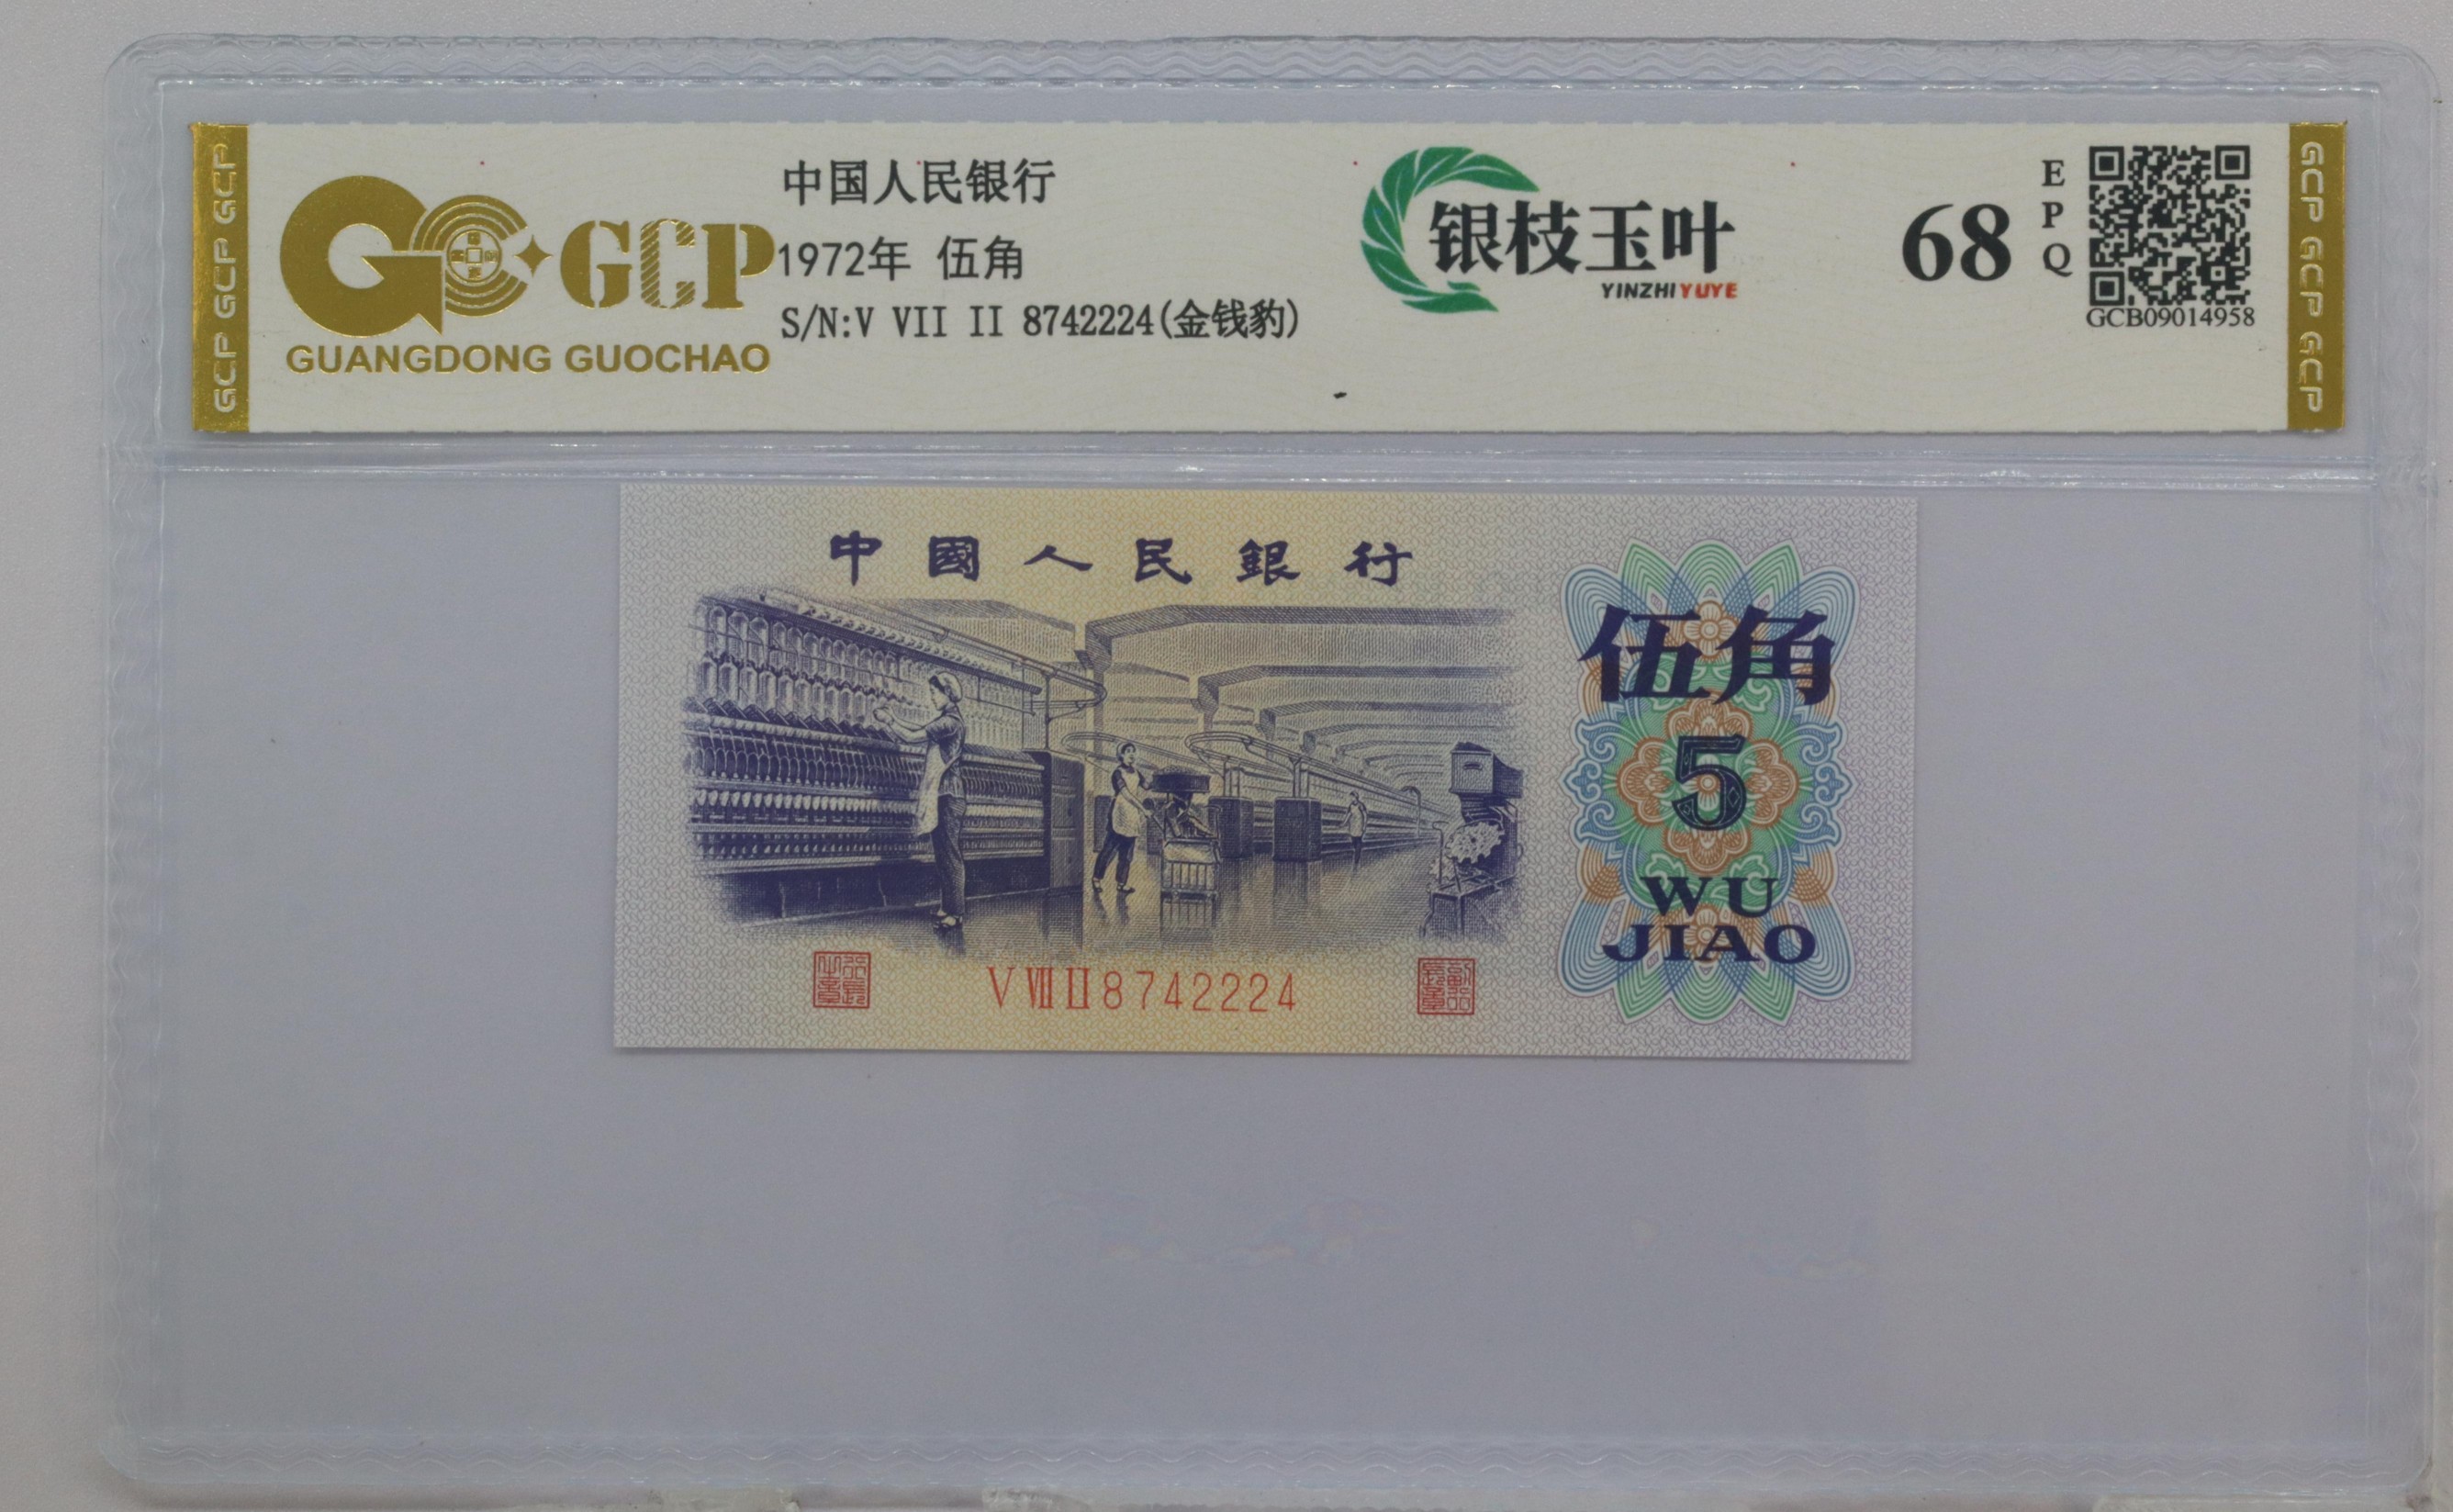 GCP GCP GCP
GCP
GUANGDONG GUOCHAO
中国人民银行
1972年 伍角
S/N:V VII II 8742224(金钱豹)
银枝玉叶
YINZHIYUYE
68
EPQ
GCB09014958
GCP GCP GCP
中國人民銀行
伍角
5
WU
JIAO
V VII II 8742224